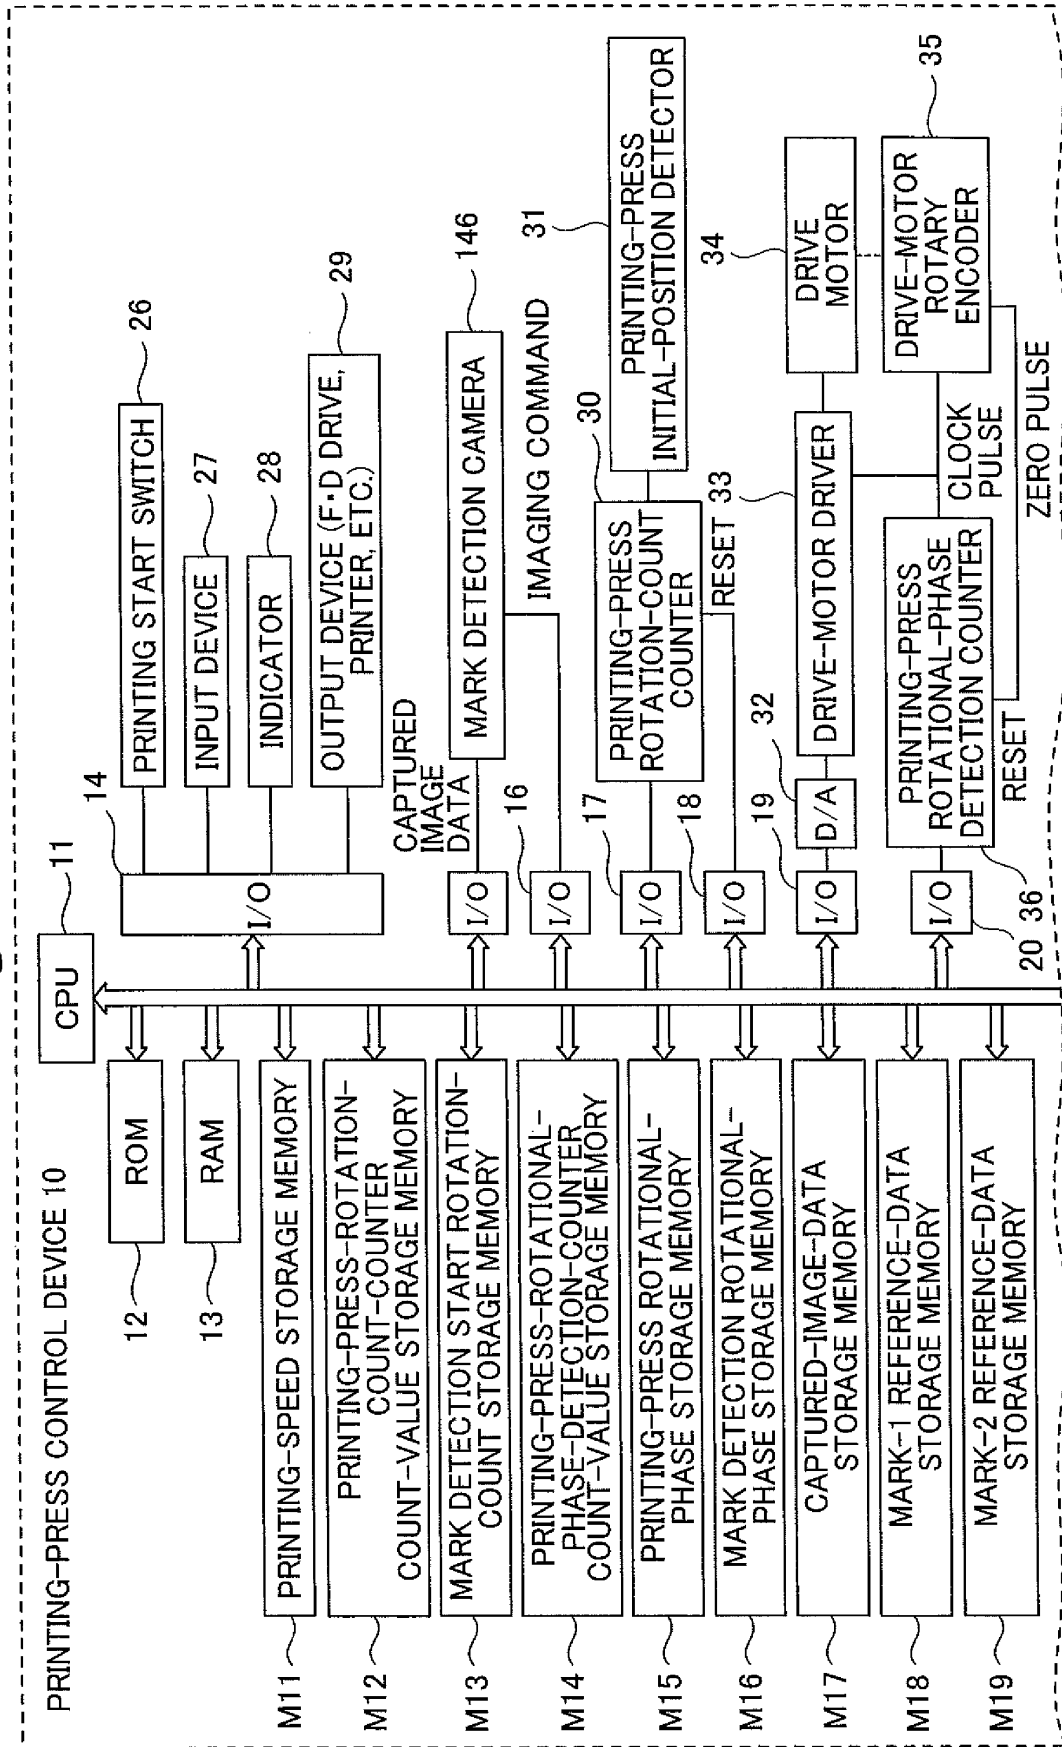 PRINTING-PRESS CONTROL DEVICE 10
CPU
11
ROM
12
RAM
13
M11
PRINTING-SPEED STORAGE MEMORY
M12
PRINTING-PRESS-ROTATION-
COUNT-COUNTER
COUNT-VALUE STORAGE MEMORY
M13
MARK DETECTION START ROTATION-
COUNT STORAGE MEMORY
M14
PRINTING-PRESS-ROTATIONAL-
PHASE-DETECTION-COUNTER
COUNT-VALUE STORAGE MEMORY
M15
PRINTING-PRESS ROTATIONAL-
PHASE STORAGE MEMORY
M16
MARK DETECTION ROTATIONAL-
PHASE STORAGE MEMORY
M17
CAPTURED-IMAGE-DATA
STORAGE MEMORY
M18
MARK-1 REFERENCE-DATA
STORAGE MEMORY
M19
MARK-2 REFERENCE-DATA
STORAGE MEMORY
14
I/O
PRINTING START SWITCH
26
INPUT DEVICE
27
INDICATOR
28
OUTPUT DEVICE (F·D DRIVE,
PRINTER, ETC.)
29
I/O
CAPTURED
IMAGE
DATA
MARK DETECTION CAMERA
146
16
I/O
IMAGING COMMAND
17
I/O
PRINTING-PRESS
ROTATION-COUNT
COUNTER
30
PRINTING-PRESS
INITIAL-POSITION DETECTOR
31
18
I/O
RESET
19
I/O
D/A
32
DRIVE-MOTOR DRIVER
33
DRIVE
MOTOR
34
I/O
20
PRINTING-PRESS
ROTATIONAL-PHASE
DETECTION COUNTER
36
CLOCK
PULSE
DRIVE-MOTOR
ROTARY
ENCODER
35
RESET
ZERO PULSE